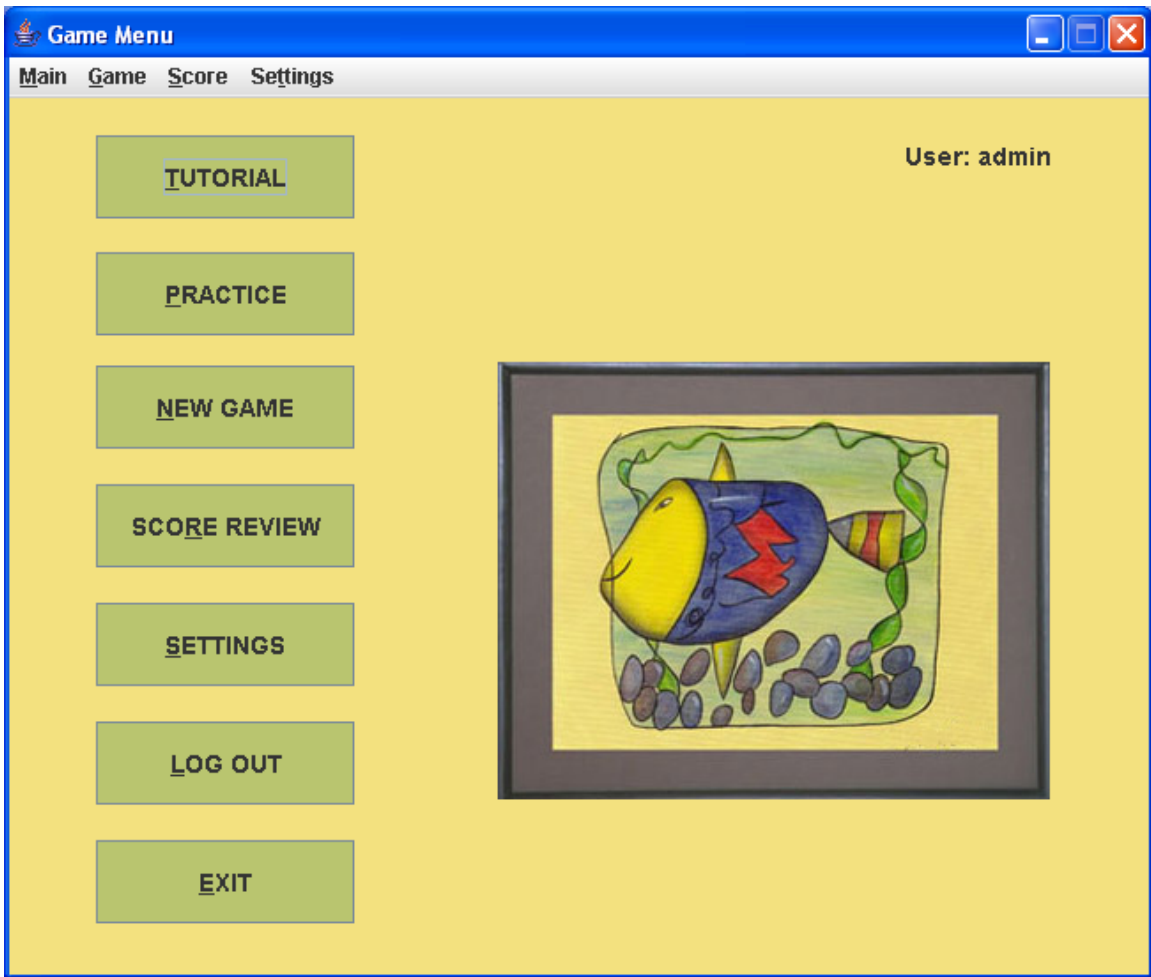 Game Menu
Main Game Score Settings
User: admin
TUTORIAL
PRACTICE
NEW GAME
SCORE REVIEW
SETTINGS
LOG OUT
EXIT